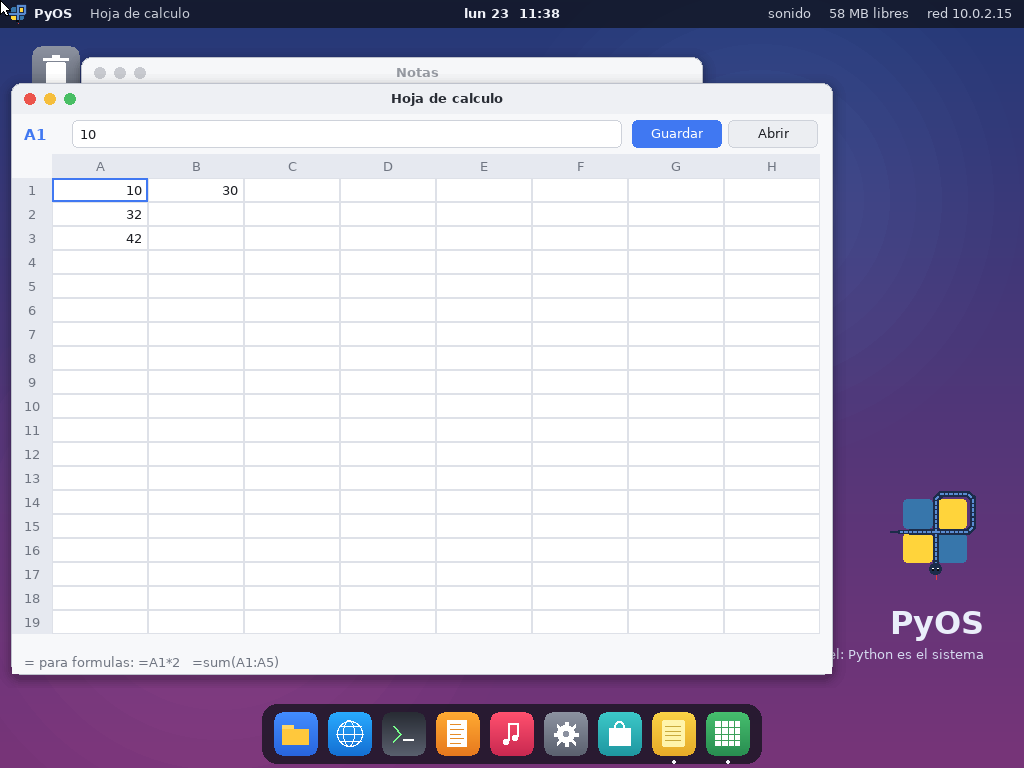 PyOS Hoja de calculo lun 23 11:38 sonido 58 MB libres red 10.0.2.15
Notas
Hoja de calculo
A1 10 Guardar Abrir
A B C D E F G H
1 10 30
2 32
3 42
4
5
6
7
8
9
10
11
12
13
14
15
16
17
18
19
= para formulas: =A1*2 =sum(A1:A5)
PyOS
: Python es el sistema